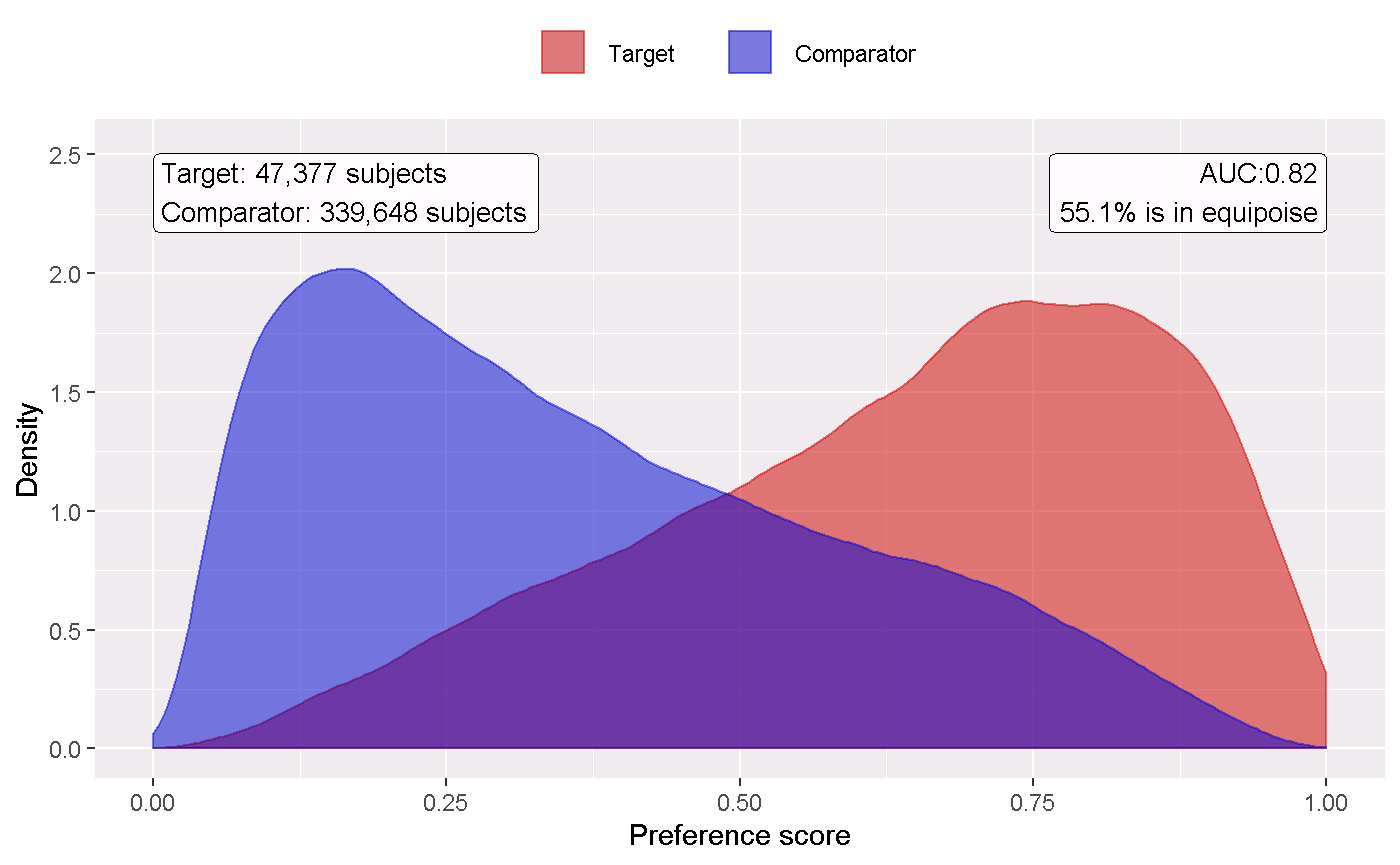 Target
Comparator
Target: 47,377 subjects
Comparator: 339,648 subjects
AUC:0.82
55.1% is in equipoise
Density
2.5
2.0
1.5
1.0
0.5
0.0
0.00 0.25 0.50 0.75 1.00
Preference score